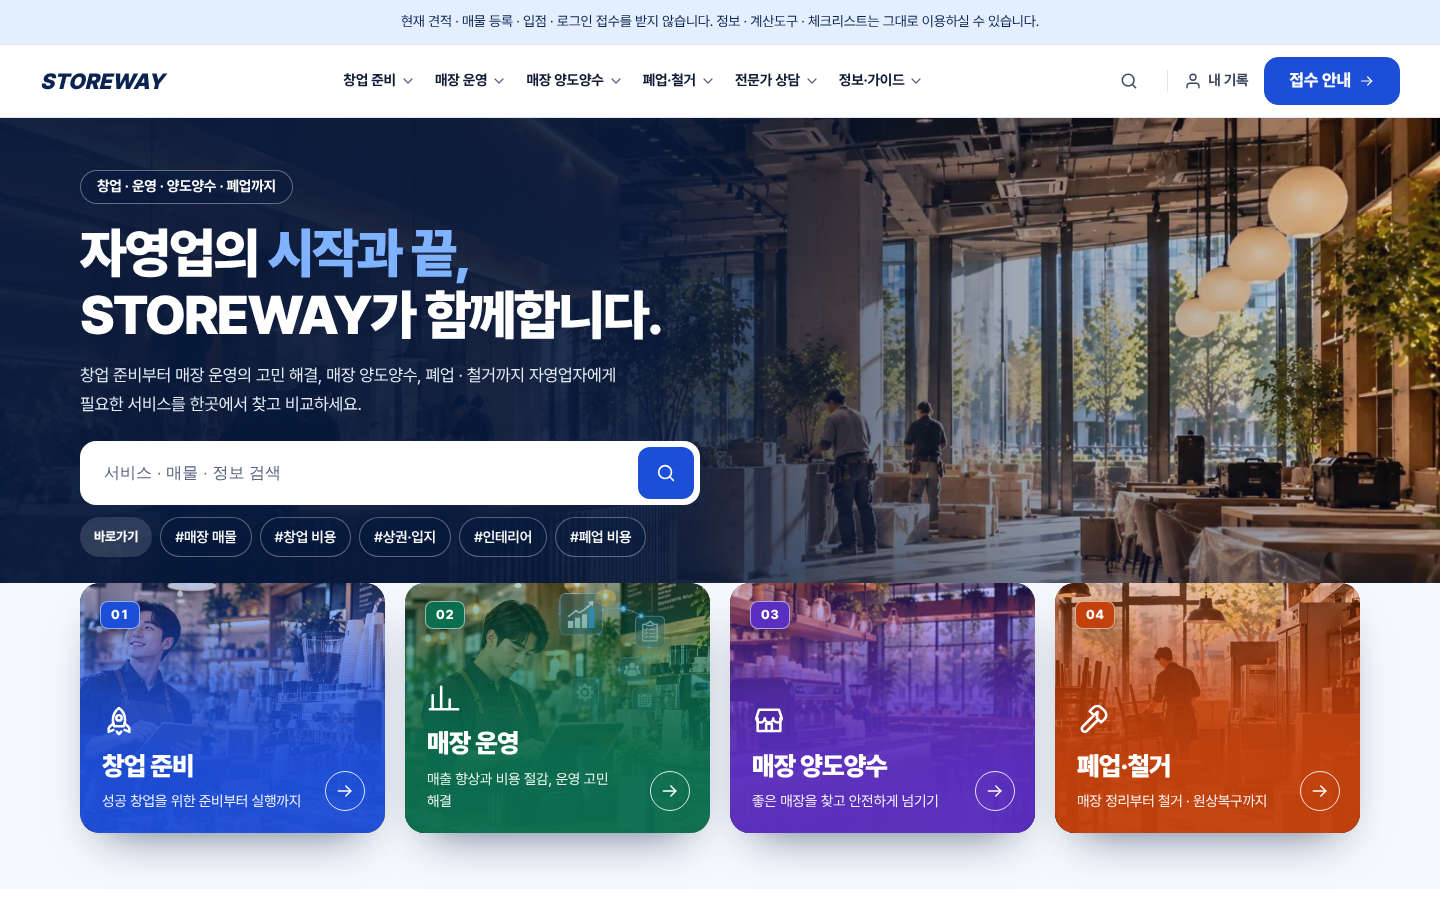 현재 견적 · 매물 등록 · 입점 · 로그인 접수를 받지 않습니다. 정보 · 계산도구 · 체크리스트는 그대로 이용하실 수 있습니다.
STOREWAY
창업 준비
매장 운영
매장 양도양수
폐업·철거
전문가 상담
정보·가이드
내 기록
접수 안내
창업 · 운영 · 양도양수 · 폐업까지
자영업의 시작과 끝,
STOREWAY가 함께합니다.
창업 준비부터 매장 운영의 고민 해결, 매장 양도양수, 폐업 · 철거까지 자영업자에게
필요한 서비스를 한곳에서 찾고 비교하세요.
서비스 · 매물 · 정보 검색
바로가기
#매장 매물
#창업 비용
#상권·입지
#인테리어
#폐업 비용
01
창업 준비
성공 창업을 위한 준비부터 실행까지
02
매장 운영
매출 향상과 비용 절감, 운영 고민
해결
03
매장 양도양수
좋은 매장을 찾고 안전하게 넘기기
04
폐업·철거
매장 정리부터 철거 · 원상복구까지